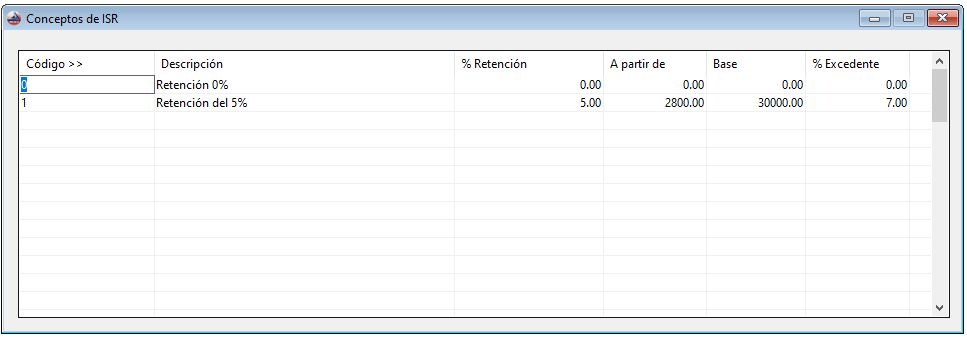 Conceptos de ISR
Código >> Descripción % Retención A partir de Base % Excedente
0 Retención 0% 0.00 0.00 0.00 0.00
1 Retención del 5% 5.00 2800.00 30000.00 7.00